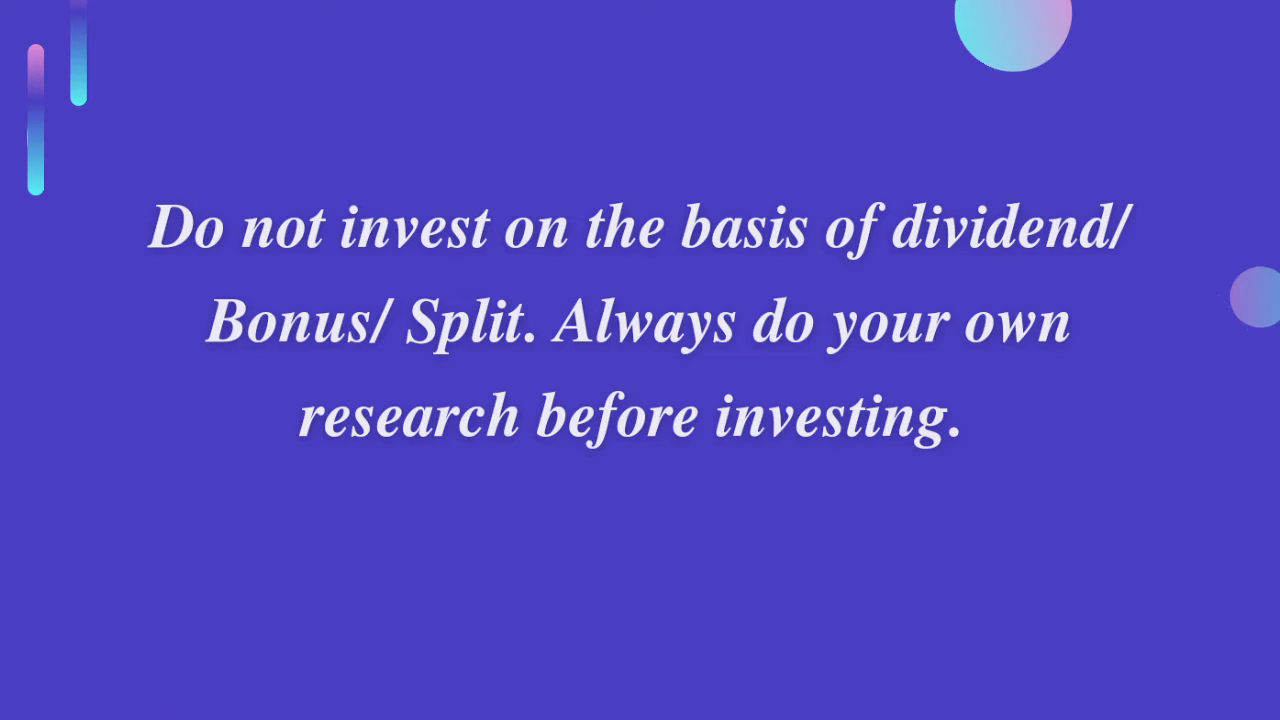 Do not invest on the basis of dividend/
Bonus/ Split. Always do your own
research before investing.